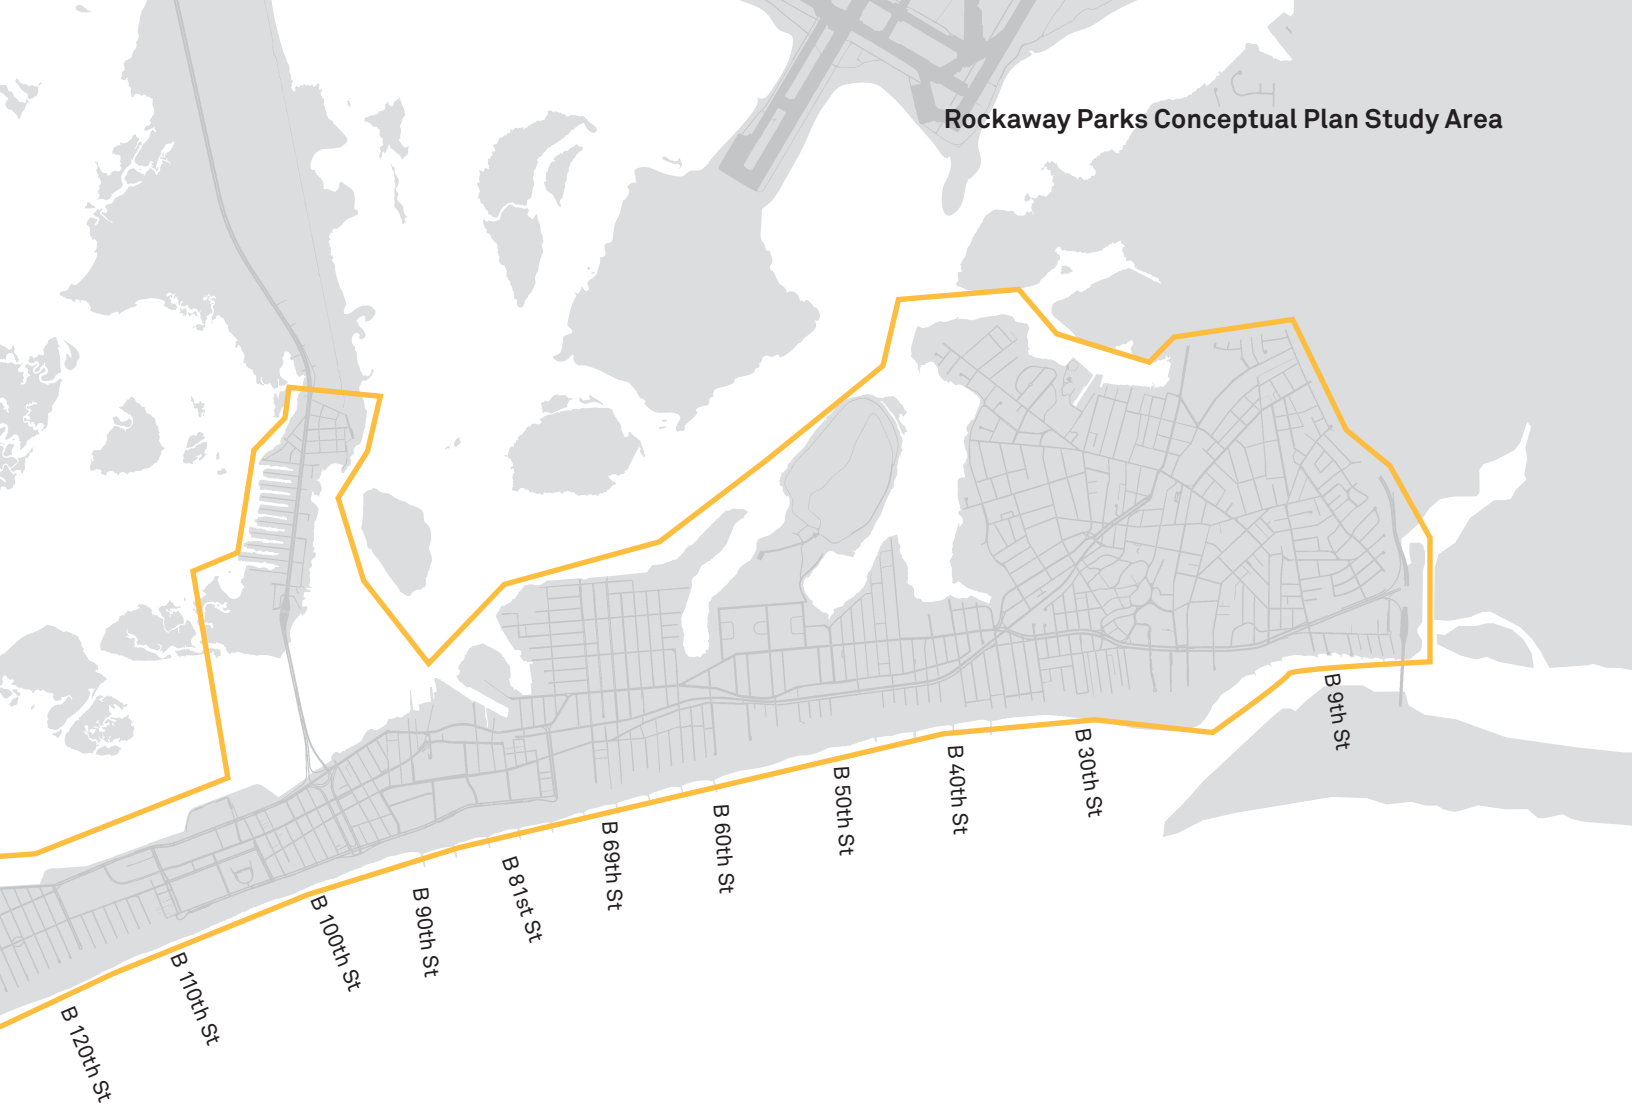 Rockaway Parks Conceptual Plan Study Area
B 9th St
B 30th St
B 40th St
B 50th St
B 60th St
B 69th St
B 81st St
B 90th St
B 100th St
B 110th St
B 120th St